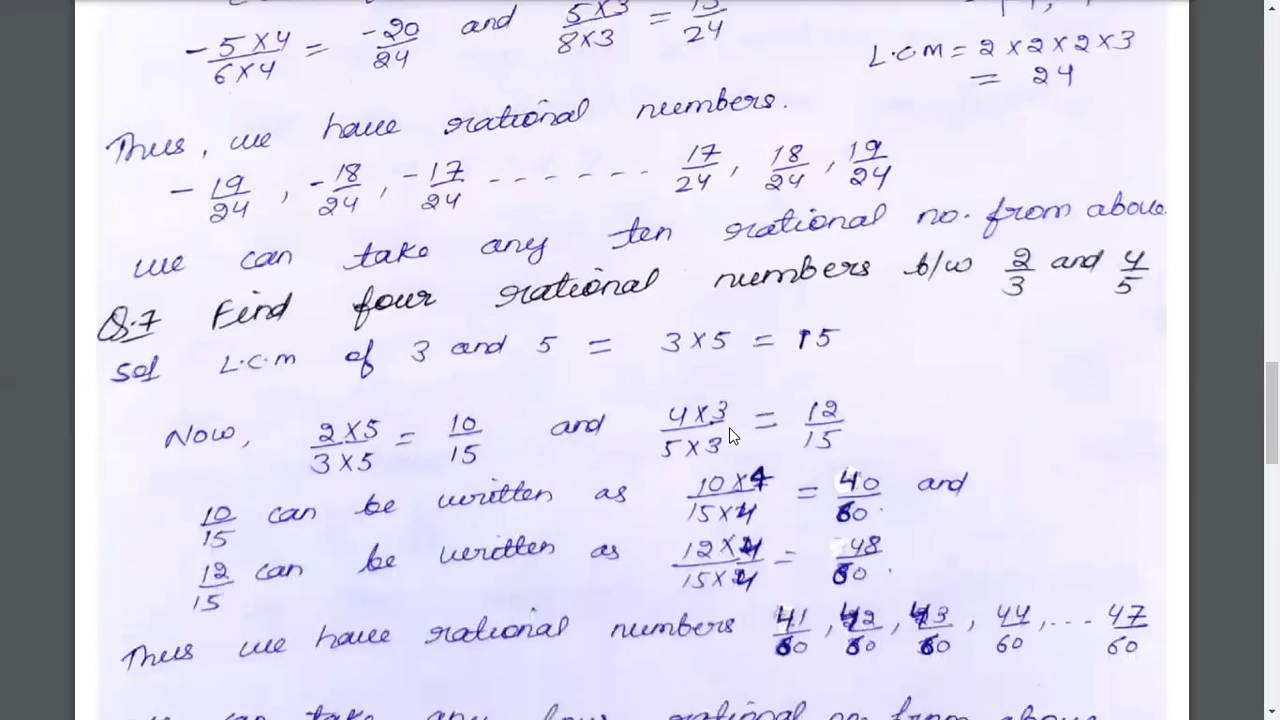 -5×4/6×4 = -20/24 and 5×3/8×3 = 15/24
L.C.M = 2×2×2×3
= 24
Thus, we have rational numbers.
-19/24, -18/24, -17/24 ------- 17/24, 18/24, 19/24
we can take any ten rational no. from above.
Q.7 Find four rational numbers b/w 2/3 and 4/5
Sol L.C.M of 3 and 5 = 3×5 = 15
Now, 2×5/3×5 = 10/15 and 4×3/5×3 = 12/15
10/15 can be written as 10×4/15×4 = 40/60 and
12/15 can be written as 12×4/15×4 = 48/60.
Thus we have rational numbers 41/60, 42/60, 43/60, 44/60, ... 47/60
can take any four rational no from above